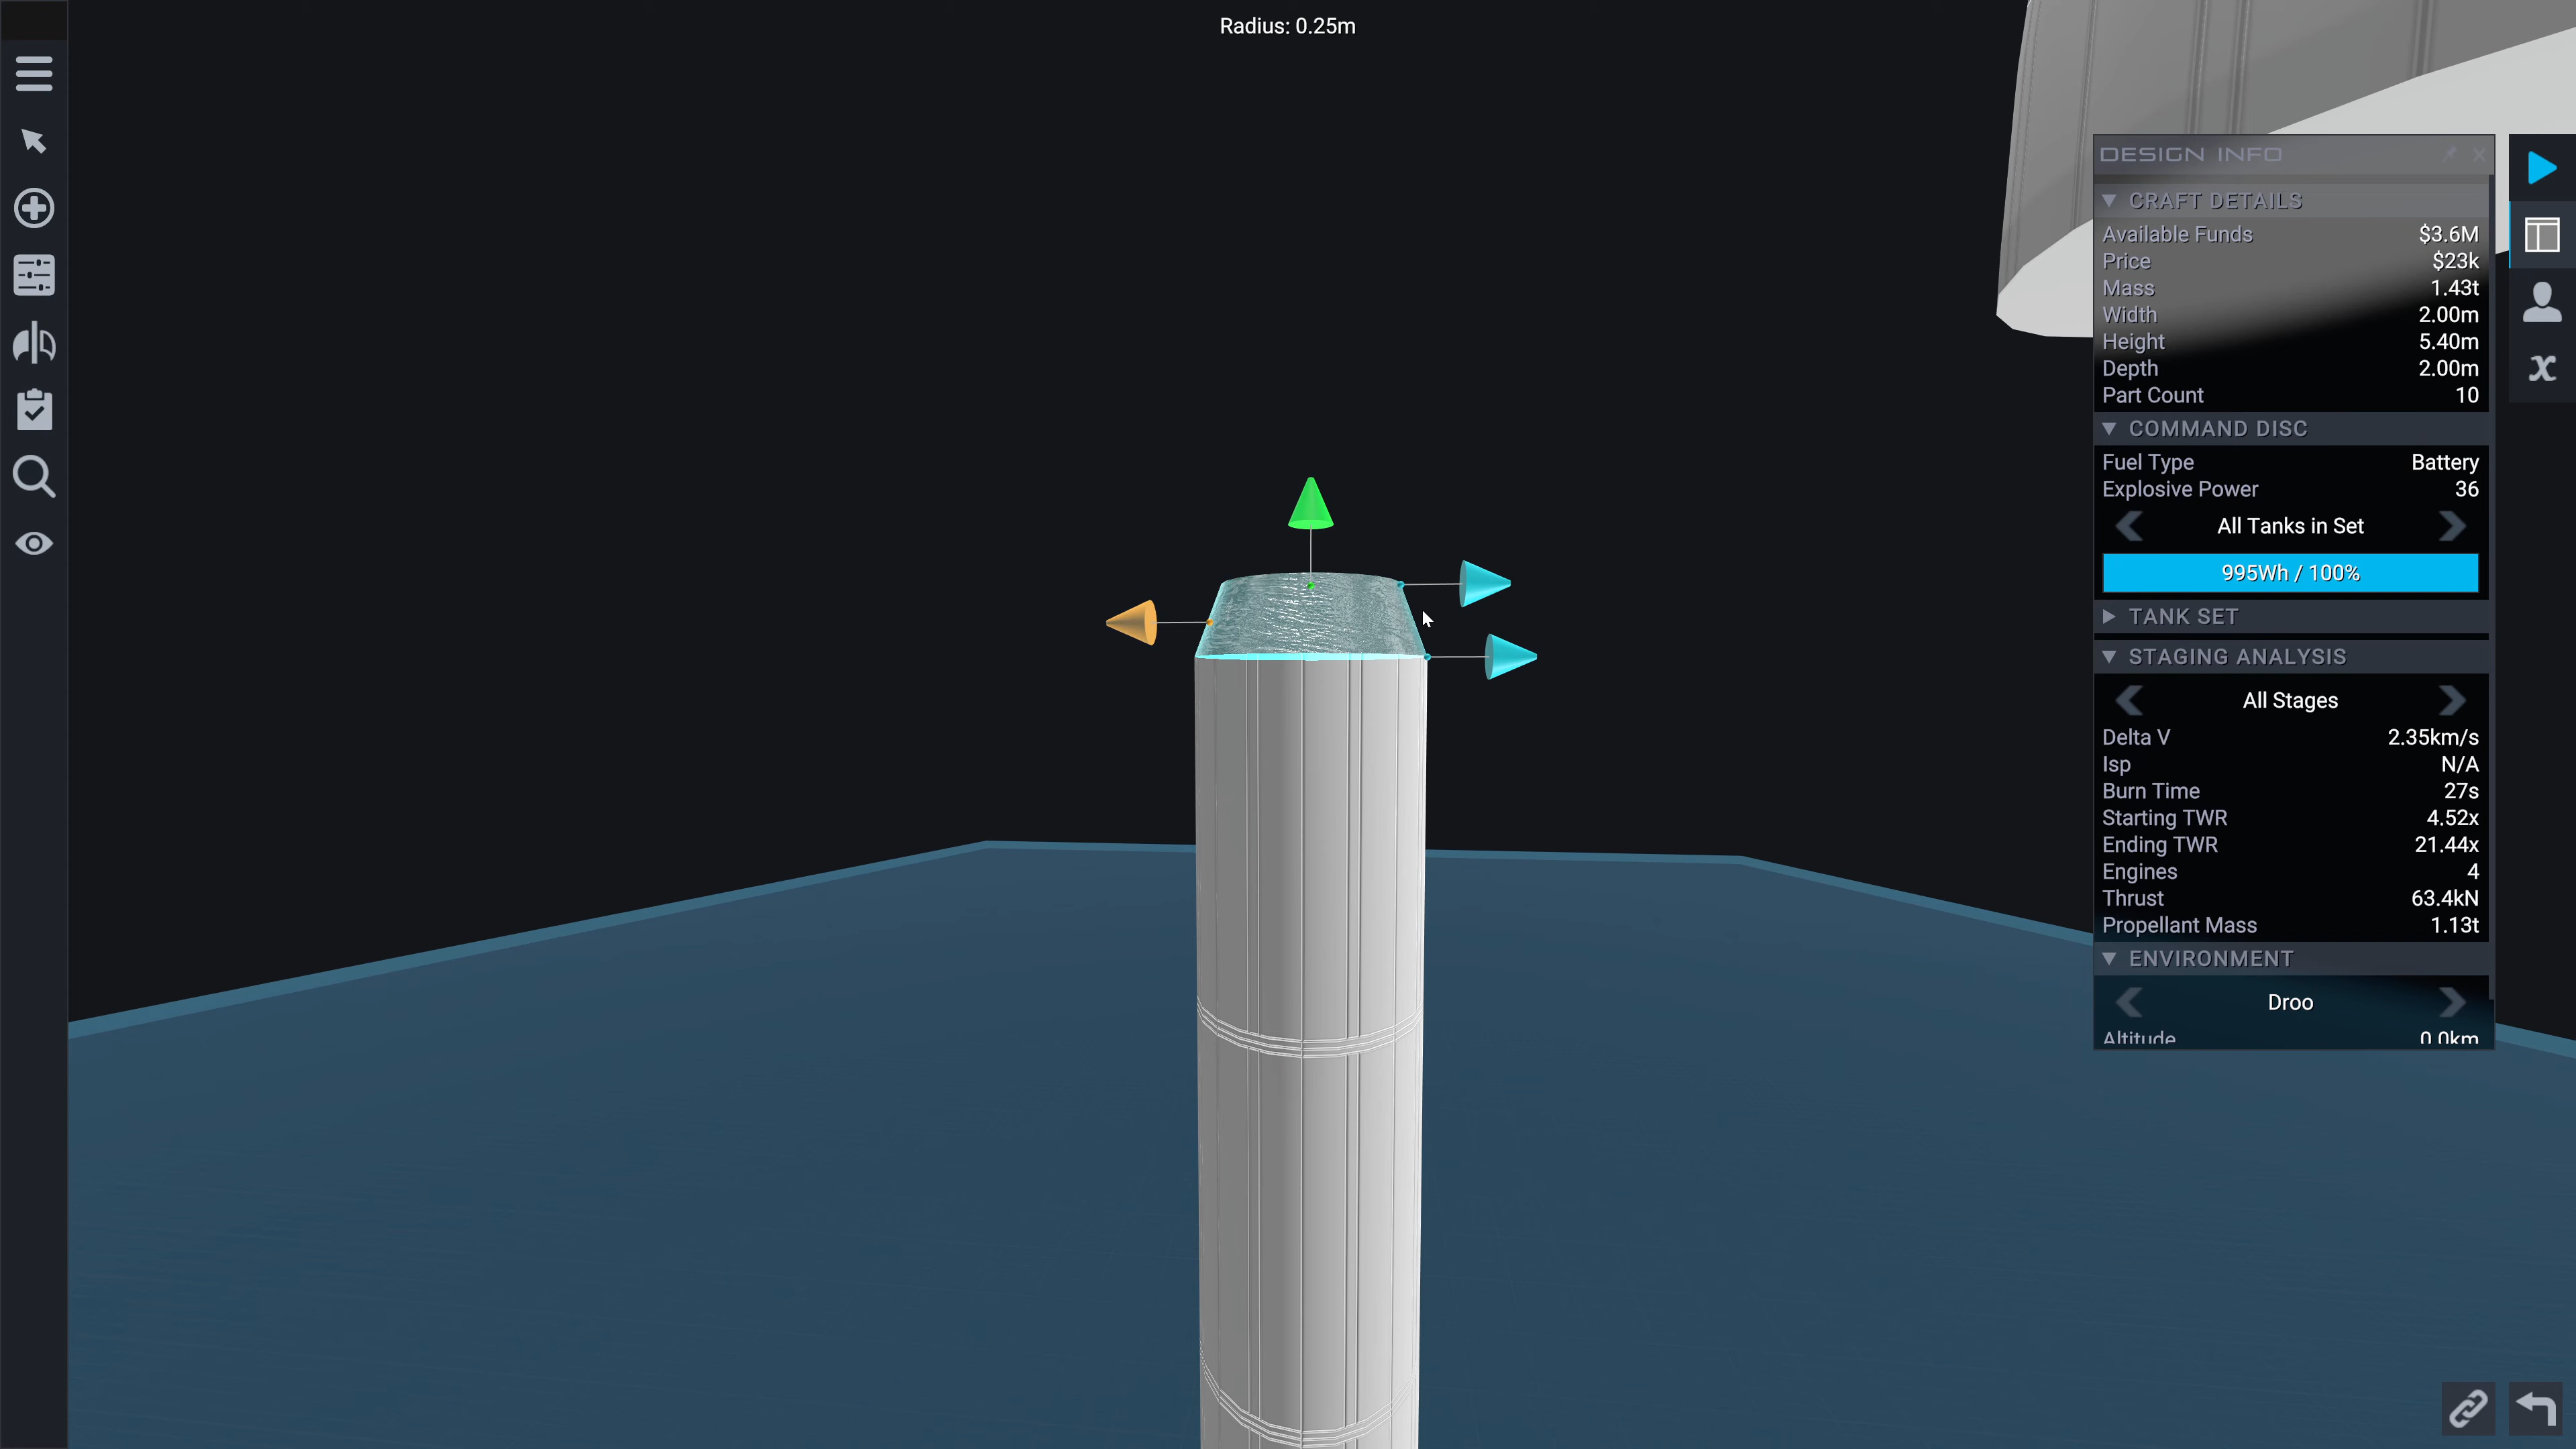 Radius: 0.25m
DESIGN INFO
CRAFT DETAILS
Available Funds $3.6M
Price $23k
Mass 1.43t
Width 2.00m
Height 5.40m
Depth 2.00m
Part Count 10
COMMAND DISC
Fuel Type Battery
Explosive Power 36
All Tanks in Set
995Wh / 100%
TANK SET
STAGING ANALYSIS
All Stages
Delta V 2.35km/s
Isp N/A
Burn Time 27s
Starting TWR 4.52x
Ending TWR 21.44x
Engines 4
Thrust 63.4kN
Propellant Mass 1.13t
ENVIRONMENT
Droo
Altitude 0.0km